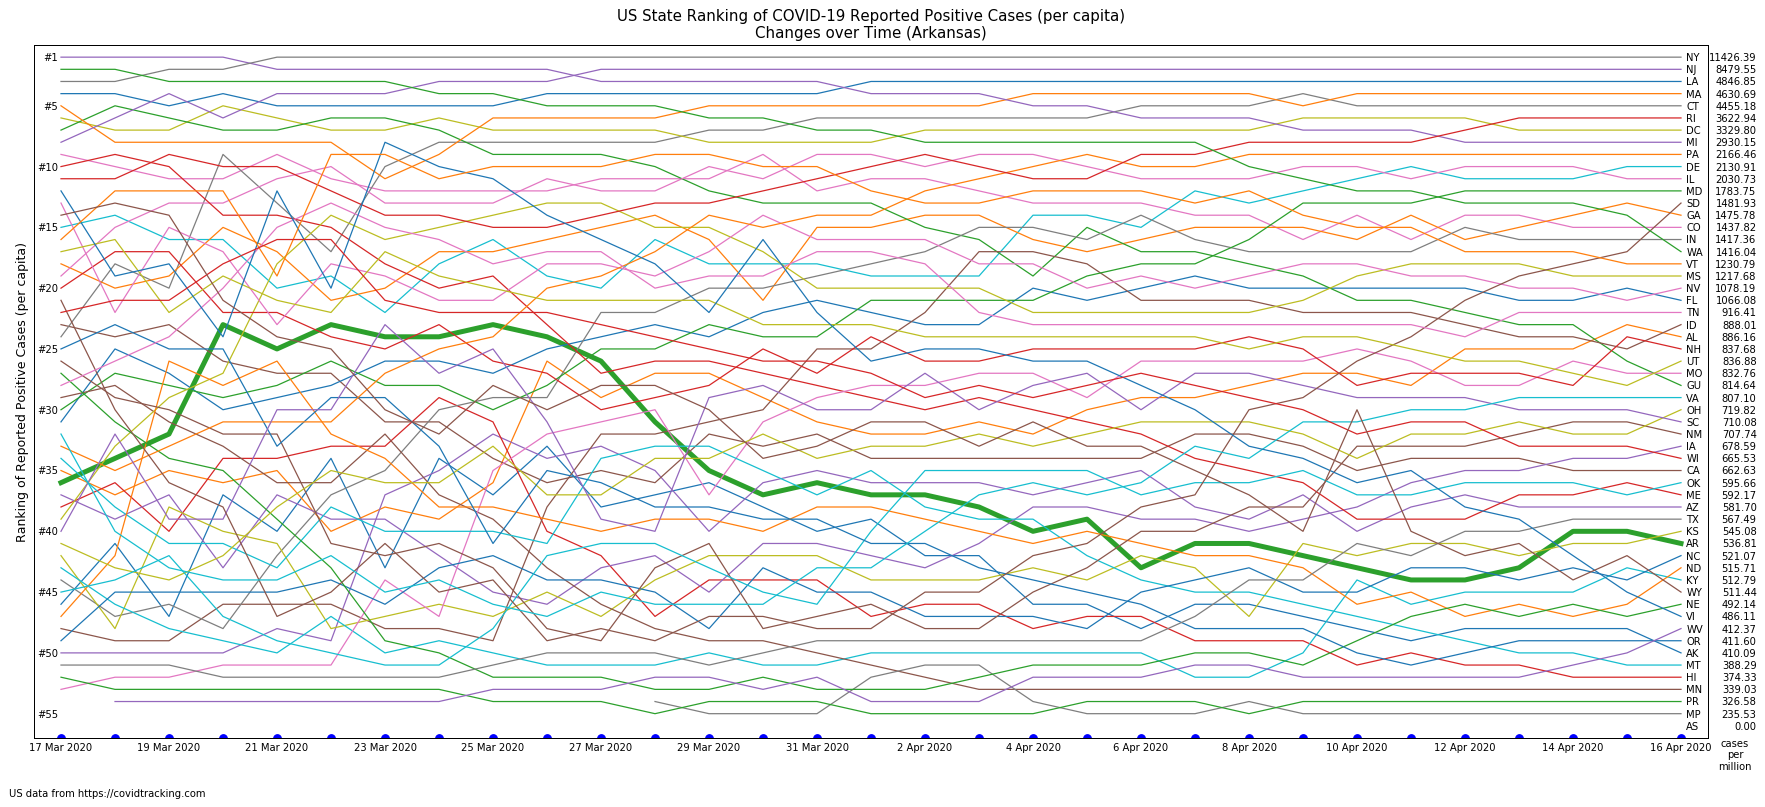 US State Ranking of COVID-19 Reported Positive Cases (per capita)
Changes over Time (Arkansas)
Ranking of Reported Positive Cases (per capita)
#1
#5
#10
#15
#20
#25
#30
#35
#40
#45
#50
#55
NY 11426.39
NJ 8479.55
LA 4846.85
MA 4630.69
CT 4455.18
RI 3622.94
DC 3329.80
MI 2930.15
PA 2166.46
DE 2130.91
IL 2030.73
MD 1783.75
SD 1481.93
GA 1475.78
CO 1437.82
IN 1417.36
WA 1416.04
VT 1230.79
MS 1217.68
NV 1078.19
FL 1066.08
TN 916.41
ID 888.01
AL 886.16
NH 837.68
UT 836.88
MO 832.76
GU 814.64
VA 807.10
OH 719.82
SC 710.08
NM 707.74
IA 678.59
WI 665.53
CA 662.63
OK 595.66
ME 592.17
AZ 581.70
TX 567.49
KS 545.08
AR 536.81
NC 521.07
ND 515.71
KY 512.79
WY 511.44
NE 492.14
VI 486.11
WV 412.37
OR 411.60
AK 410.09
MT 388.29
HI 374.33
MN 339.03
PR 326.58
MP 235.53
AS 0.00
17 Mar 2020 19 Mar 2020 21 Mar 2020 23 Mar 2020 25 Mar 2020 27 Mar 2020 29 Mar 2020 31 Mar 2020 2 Apr 2020 4 Apr 2020 6 Apr 2020 8 Apr 2020 10 Apr 2020 12 Apr 2020 14 Apr 2020 16 Apr 2020
cases
per
million
US data from https://covidtracking.com